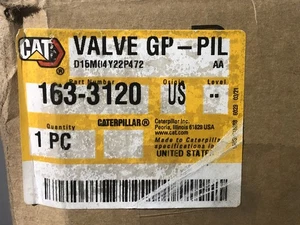 CAT VALVE GP-PIL
D16M04Y22P472 AA
Part Number Origin Level
163-3120 US --
Quantity CATERPILLAR Caterpillar Inc.
Peoria, Illinois 61629 USA
www.cat.com
1 PC Made to Caterpillar
specifications in
UNITED STATES